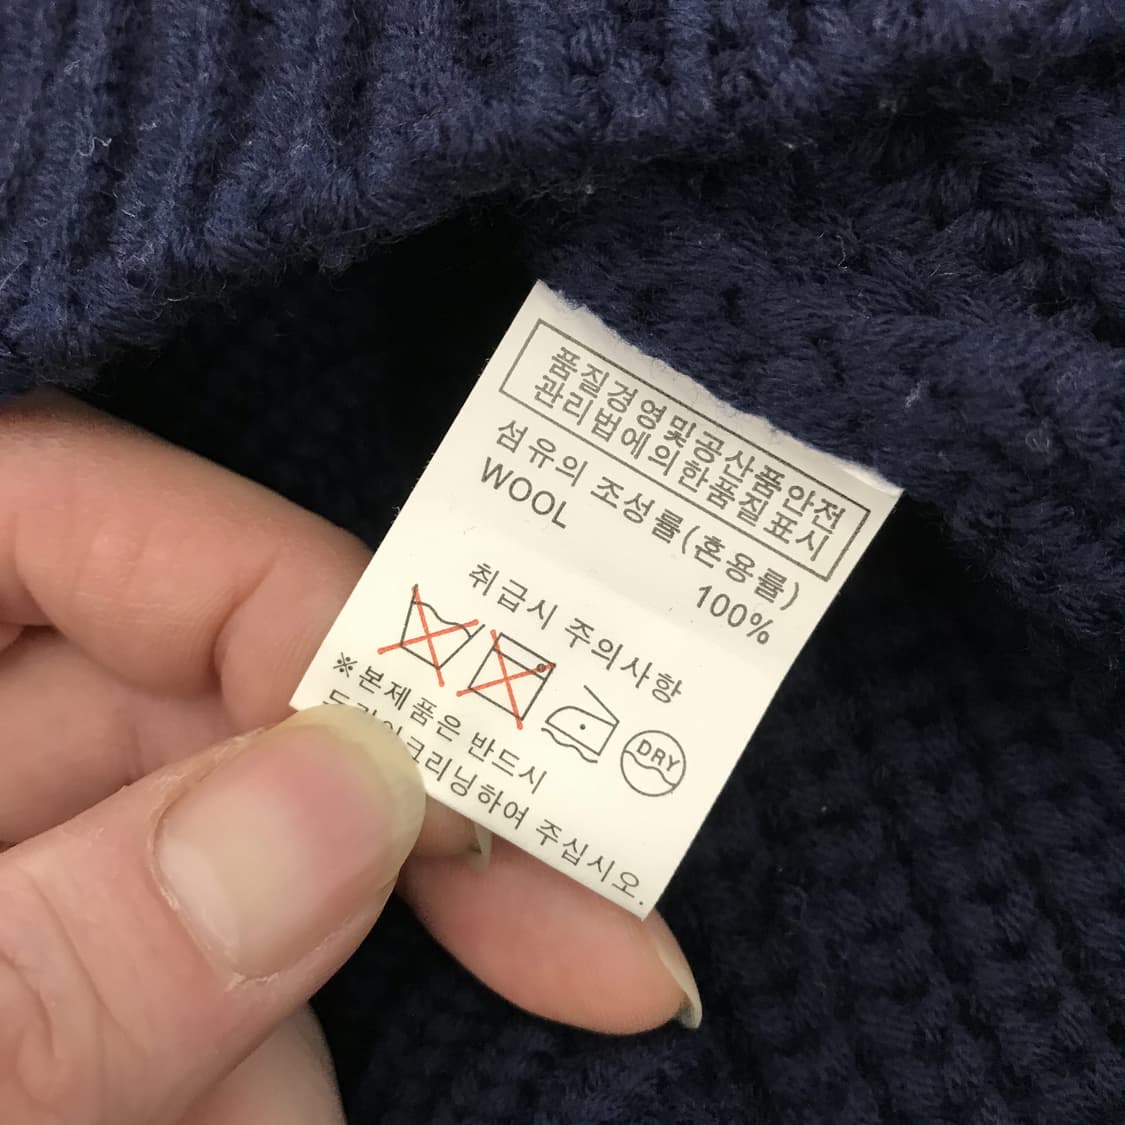 품질경영및공산품안전
관리법에의한품질표시
섬유의 조성률(혼용률)
WOOL 100%
취급시 주의사항
DRY
※본제품은 반드시
크리닝하여 주십시오.